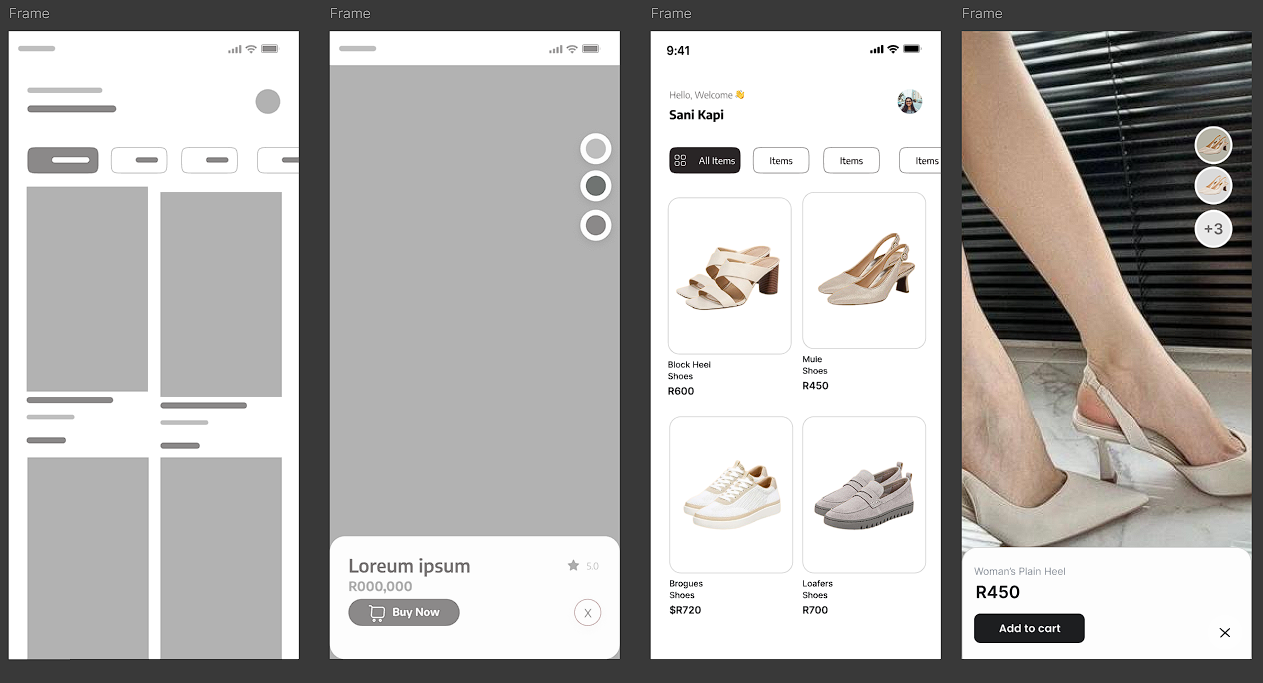 Frame
Frame
Frame
Frame
Loreum ipsum
5.0
R000,000
Buy Now
X
9:41
Hello, Welcome 👋
Sani Kapi
All Items
Items
Items
Items
Block Heel
Shoes
R600
Mule
Shoes
R450
Brogues
Shoes
$R720
Loafers
Shoes
R700
+3
Woman's Plain Heel
R450
Add to cart